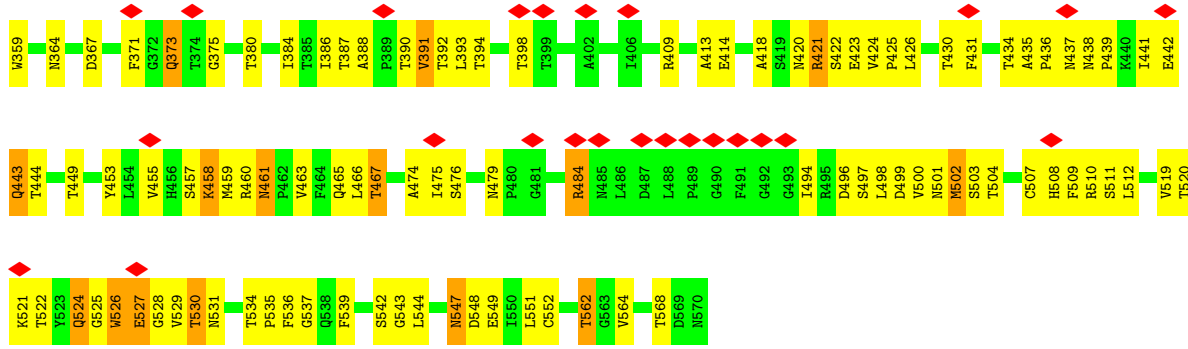 W359 N364 D367 F371 G372 Q373 T374 G375 T380 I384 T385 I386 T387 A388 P389 T390 V391 T392 L393 T394 T398 T399 A402 I406 R409 A413 E414 A418 S419 N420 R421 S422 E423 V424 P425 L426 T430 F431 T434 A435 P436 N437 N438 P439 K440 I441 E442
Q443 T444 T449 Y453 L454 V455 H456 S457 K458 M459 R460 N461 P462 V463 F464 Q465 L466 T467 A474 I475 S476 N479 P480 G481 R484 N485 L486 D487 L488 P489 G490 F491 G492 G493 I494 R495 D496 S497 L498 D499 V500 N501 M502 S503 T504 C507 H508 F509 R510 S511 L512 V519 T520
K521 T522 Y523 Q524 G525 W526 E527 G528 V529 T530 N531 T534 P535 F536 G537 Q538 F539 S542 G543 L544 N547 D548 E549 I550 L551 C552 T562 G563 V564 T568 D569 N570